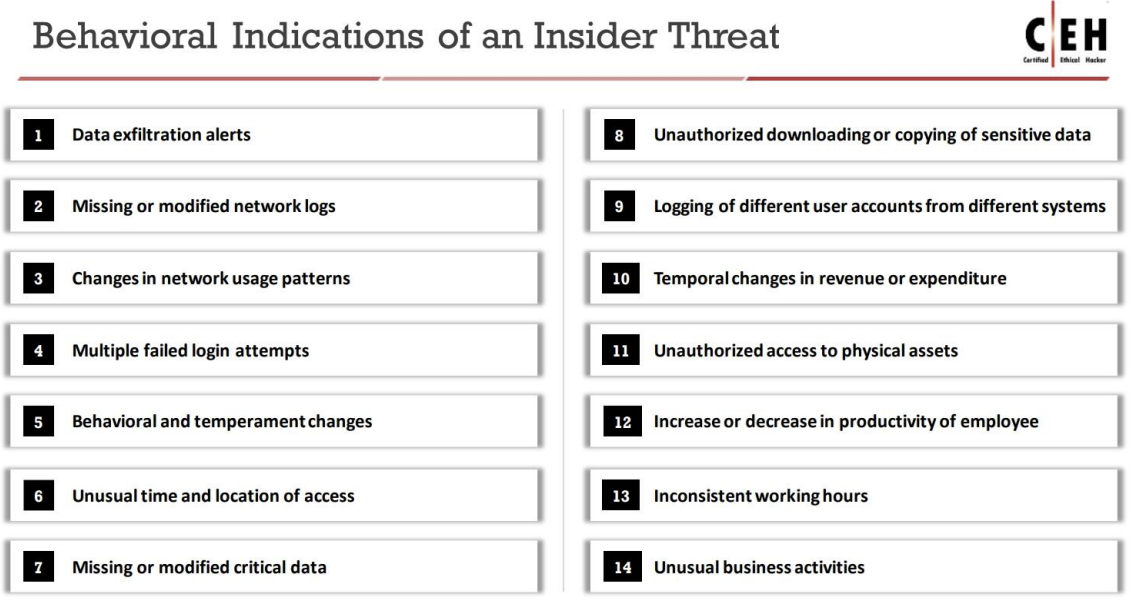 Behavioral Indications of an Insider Threat
C|EH
Certified Ethical Hacker
1 Data exfiltration alerts
2 Missing or modified network logs
3 Changes in network usage patterns
4 Multiple failed login attempts
5 Behavioral and temperament changes
6 Unusual time and location of access
7 Missing or modified critical data
8 Unauthorized downloading or copying of sensitive data
9 Logging of different user accounts from different systems
10 Temporal changes in revenue or expenditure
11 Unauthorized access to physical assets
12 Increase or decrease in productivity of employee
13 Inconsistent working hours
14 Unusual business activities